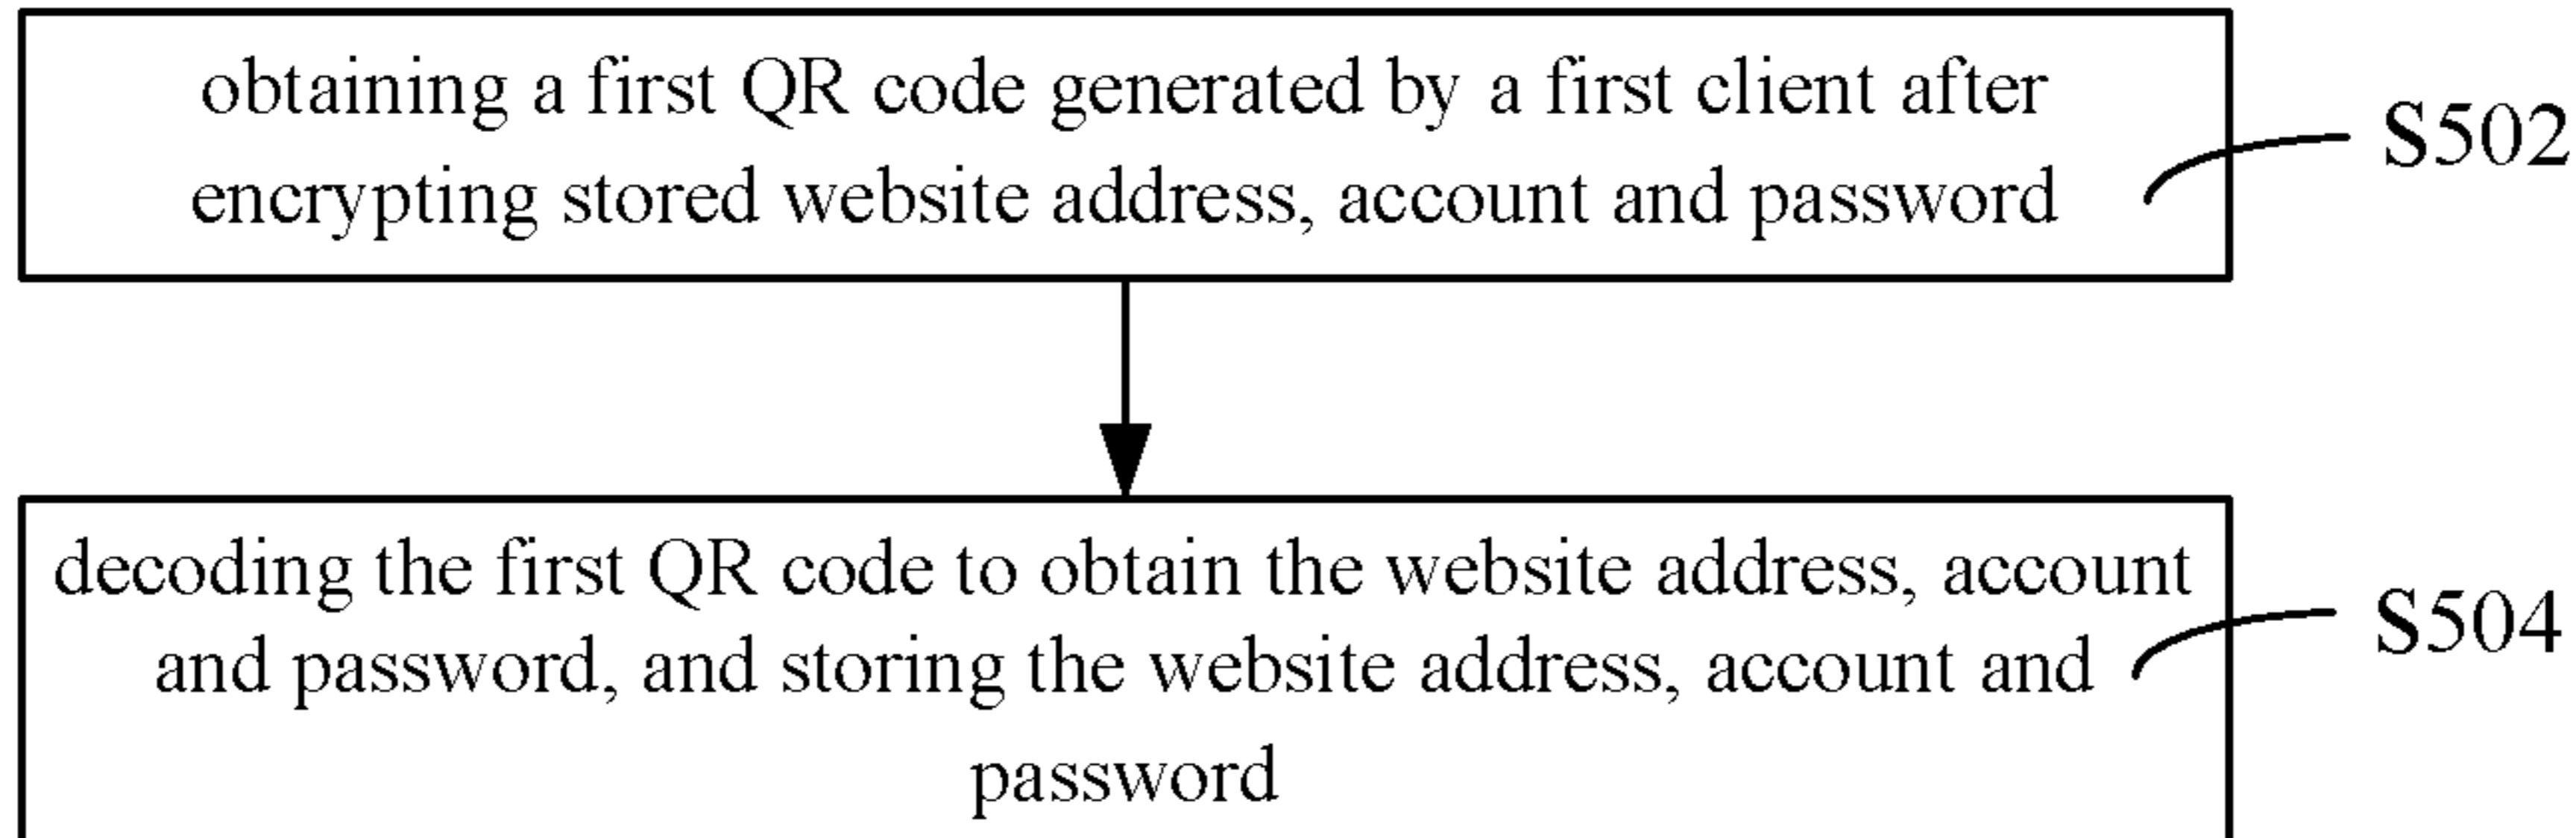 obtaining a first QR code generated by a first client after
encrypting stored website address, account and password
S502
decoding the first QR code to obtain the website address, account
and password, and storing the website address, account and
password
S504